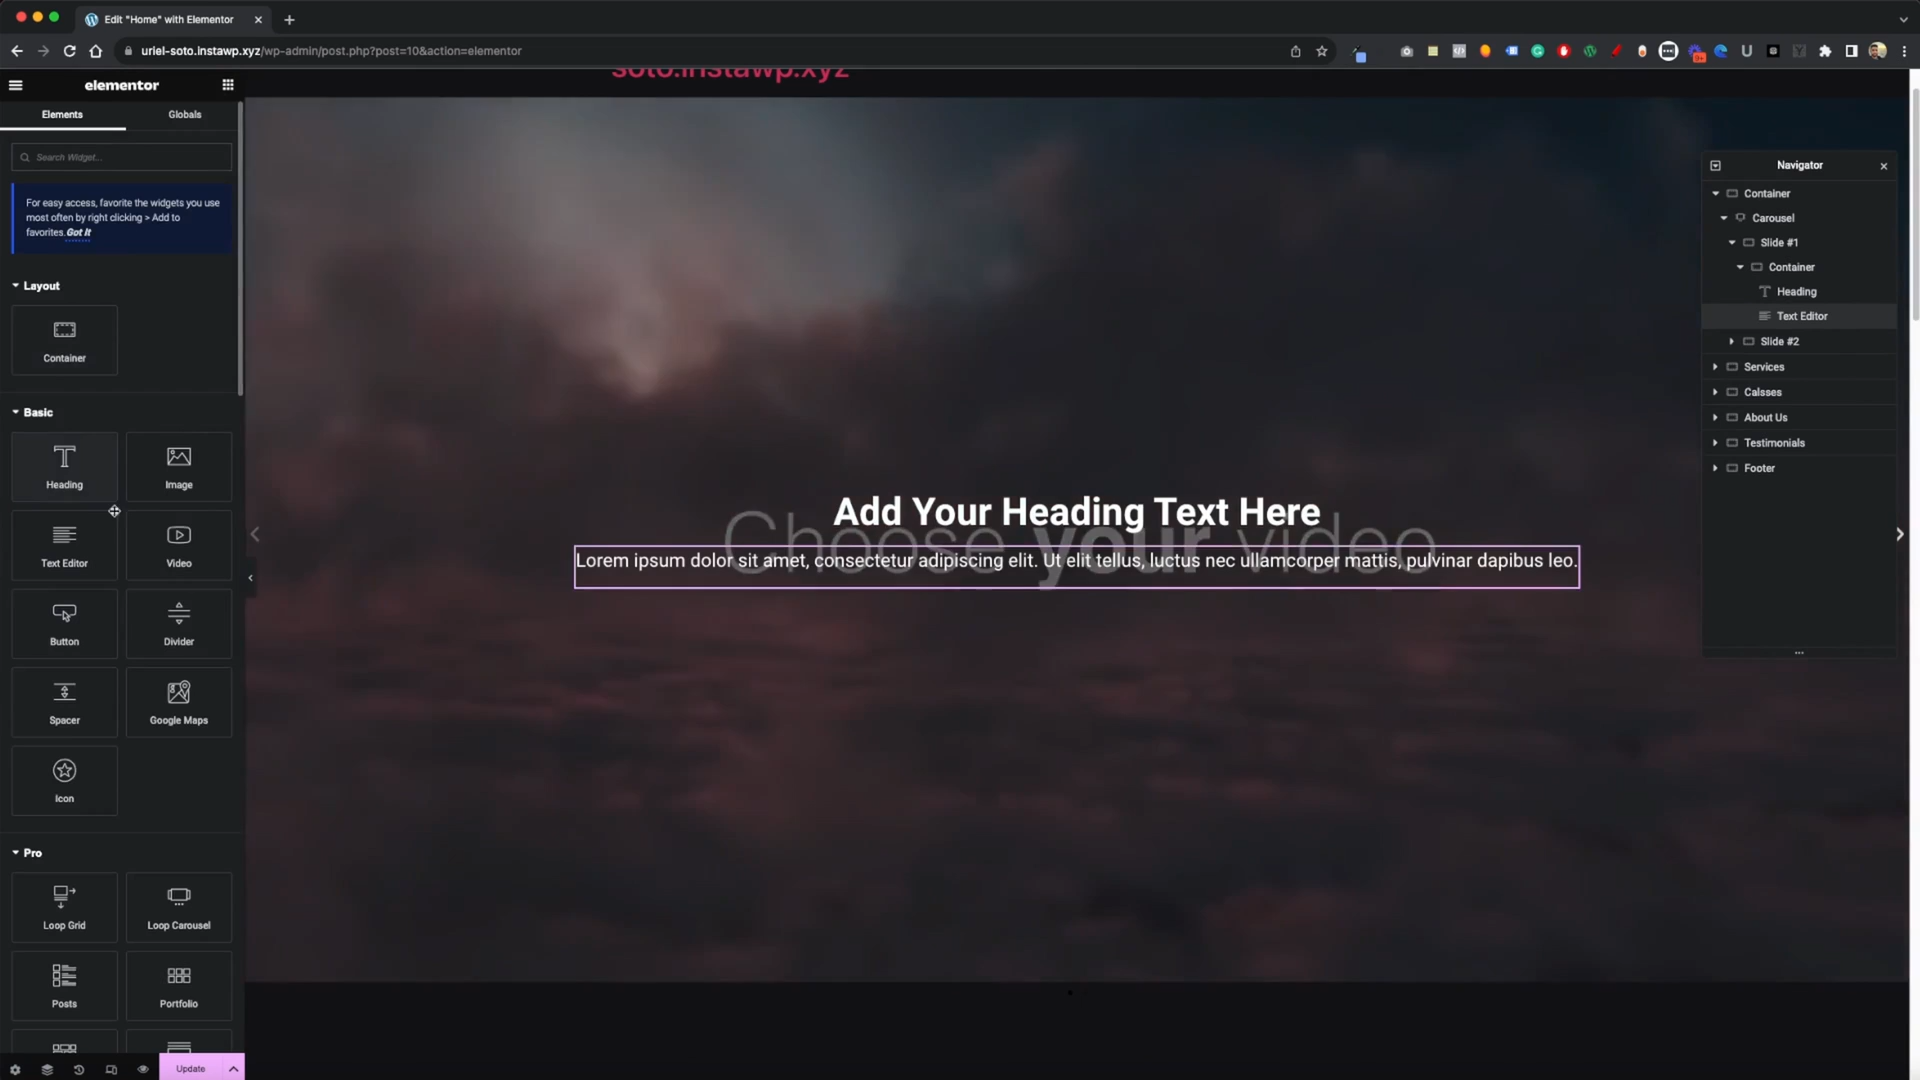 Edit "Home" with Elementor
uriel-soto.instawp.xyz/wp-admin/post.php?post=10&action=elementor
9+
elementor
soto.instawp.xyz
Elements
Globals
Search Widget...
For easy access, favorite the widgets you use
most often by right clicking > Add to
favorites. Got It
Layout
Container
Basic
Heading
Image
Text Editor
Video
Button
Divider
Spacer
Google Maps
Icon
Pro
Loop Grid
Loop Carousel
Posts
Portfolio
Update
Add Your Heading Text Here
Choose your video
Lorem ipsum dolor sit amet, consectetur adipiscing elit. Ut elit tellus, luctus nec ullamcorper mattis, pulvinar dapibus leo.
Navigator
Container
Carousel
Slide #1
Container
Heading
Text Editor
Slide #2
Services
Calsses
About Us
Testimonials
Footer